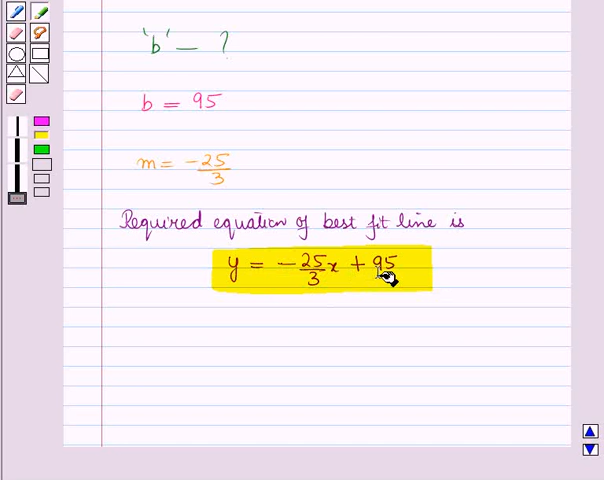 'b' — ?
b = 95
m = -25/3
Required equation of best fit line is
y = -25/3 x + 95